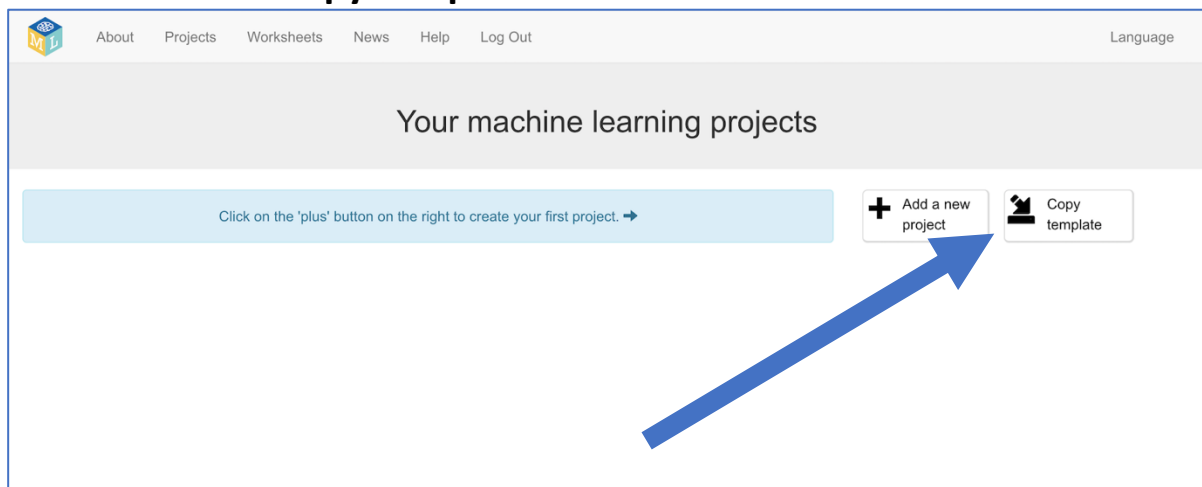 About Projects Worksheets News Help Log Out Language
Your machine learning projects
Click on the 'plus' button on the right to create your first project.
Add a new
project
Copy
template